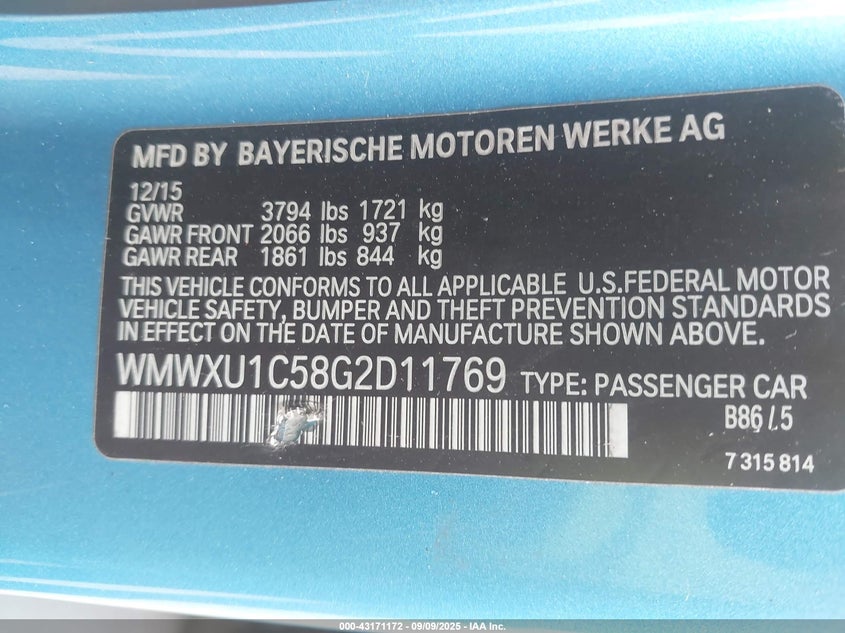 MFD BY BAYERISCHE MOTOREN WERKE AG
12/15
GVWR 3794 lbs 1721 kg
GAWR FRONT 2066 lbs 937 kg
GAWR REAR 1861 lbs 844 kg
THIS VEHICLE CONFORMS TO ALL APPLICABLE U.S.FEDERAL MOTOR
VEHICLE SAFETY, BUMPER AND THEFT PREVENTION STANDARDS
IN EFFECT ON THE DATE OF MANUFACTURE SHOWN ABOVE.
WMWXU1C58G2D11769 TYPE: PASSENGER CAR
7 315 814
000-43171172 - 09/09/2025 - IAA Inc.